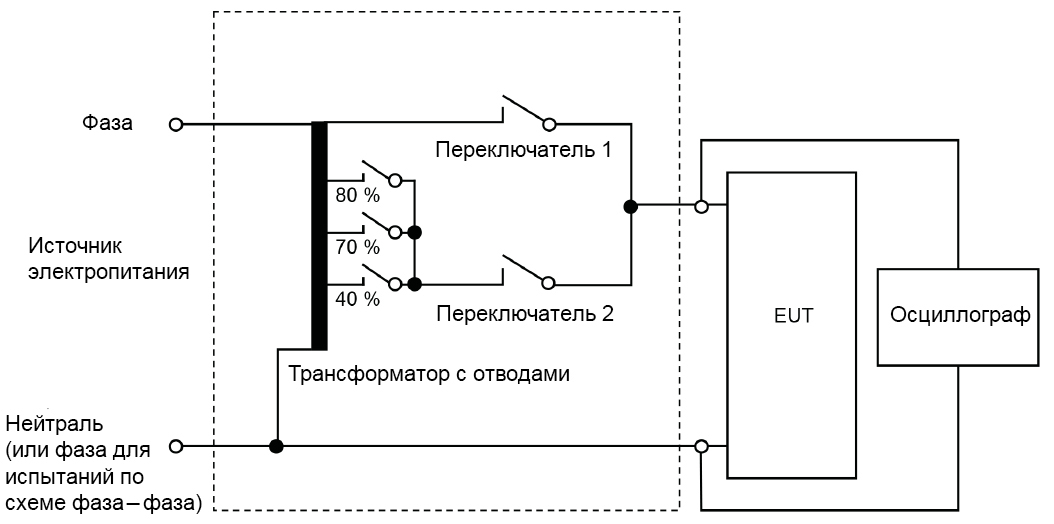 Фаза
Переключатель 1
80 %
70 %
Источник
электропитания
40 %
Переключатель 2
EUT
Осциллограф
Трансформатор с отводами
Нейтраль
(или фаза для
испытаний по
схеме фаза–фаза)